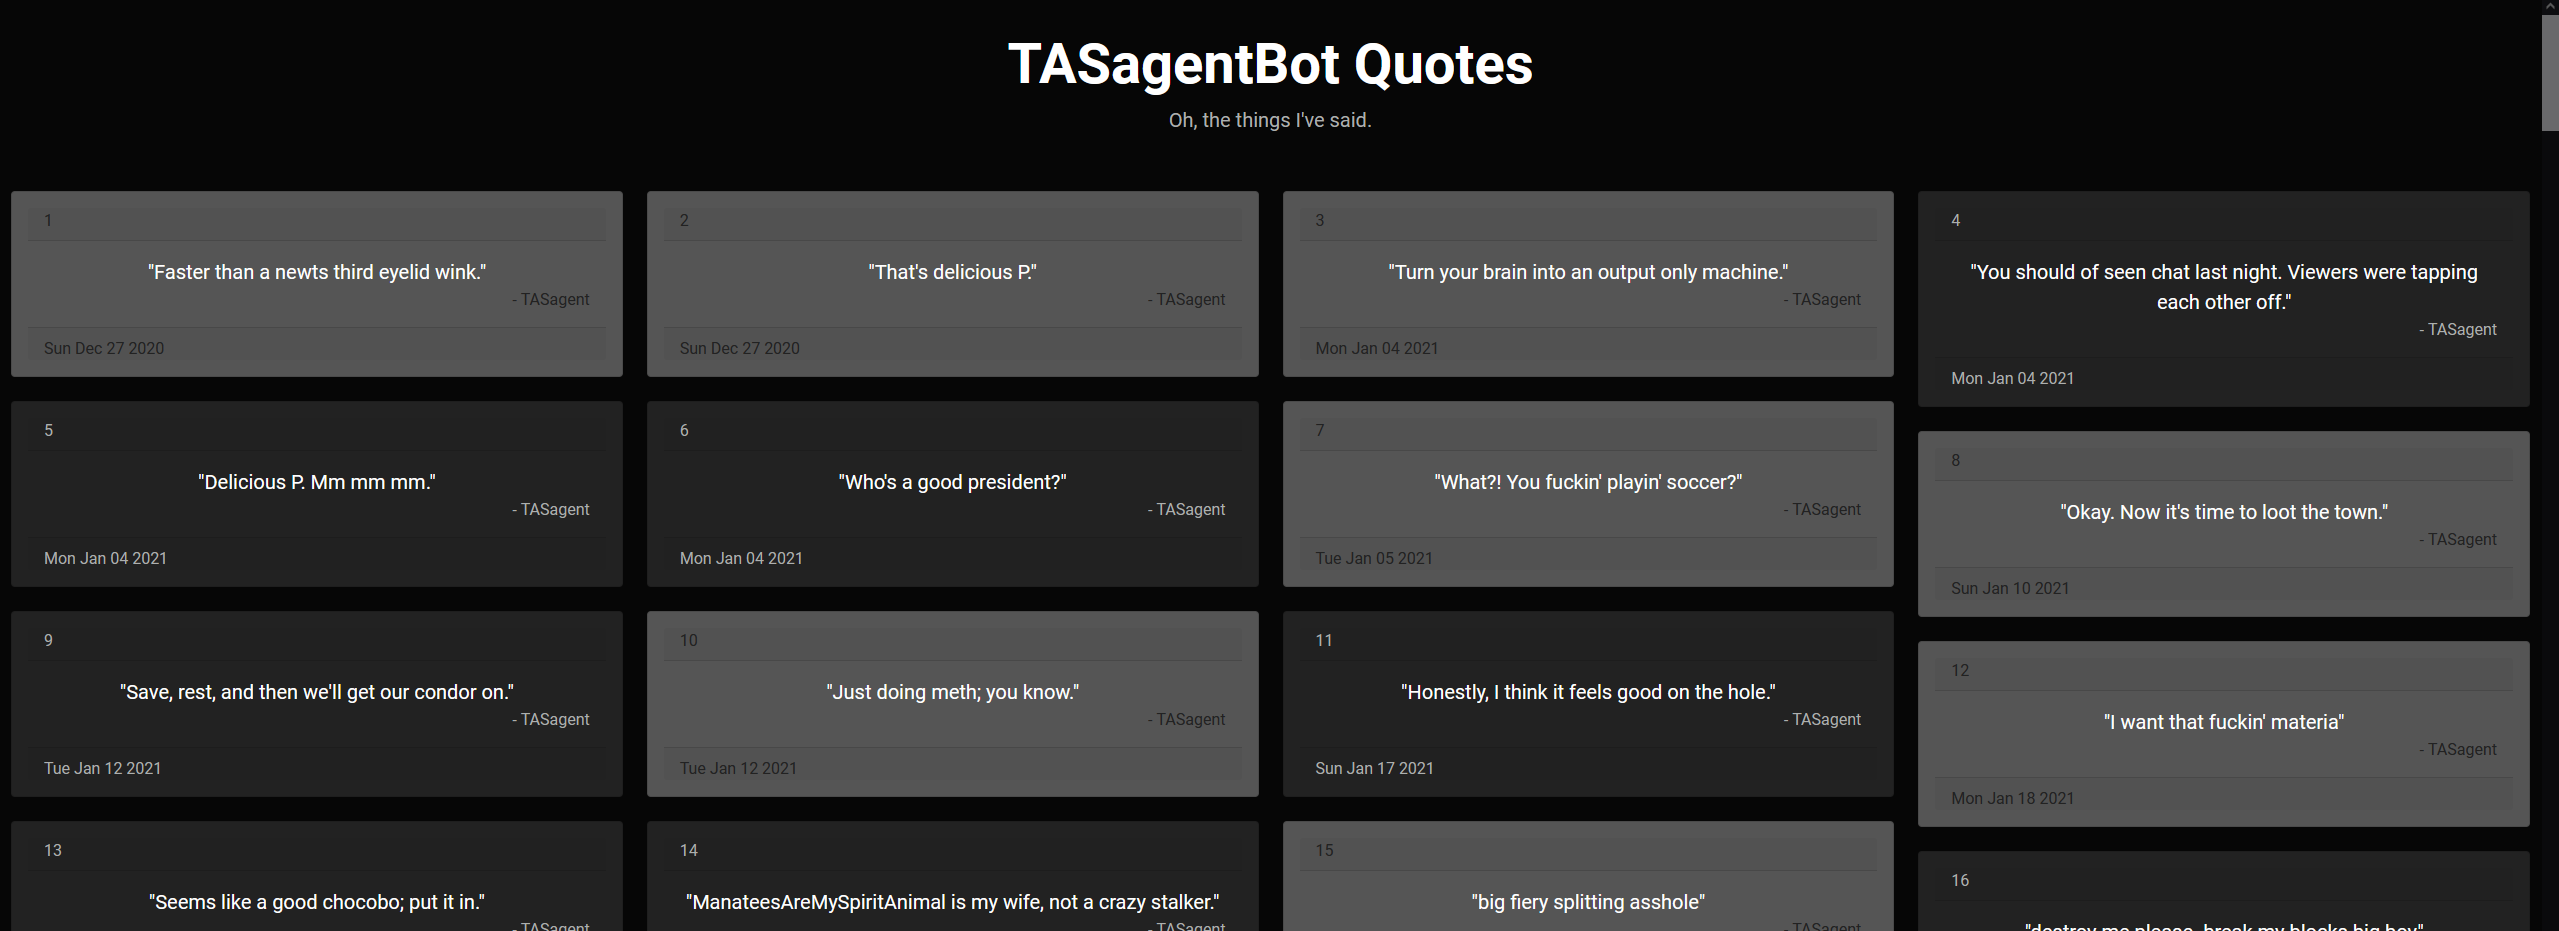 TASagentBot Quotes
Oh, the things I've said.
1
"Faster than a newts third eyelid wink."
- TASagent
Sun Dec 27 2020
2
"That's delicious P."
- TASagent
Sun Dec 27 2020
3
"Turn your brain into an output only machine."
- TASagent
Mon Jan 04 2021
4
"You should of seen chat last night. Viewers were tapping
each other off."
- TASagent
Mon Jan 04 2021
5
"Delicious P. Mm mm mm."
- TASagent
Mon Jan 04 2021
6
"Who's a good president?"
- TASagent
Mon Jan 04 2021
7
"What?! You fuckin' playin' soccer?"
- TASagent
Tue Jan 05 2021
8
"Okay. Now it's time to loot the town."
- TASagent
Sun Jan 10 2021
9
"Save, rest, and then we'll get our condor on."
- TASagent
Tue Jan 12 2021
10
"Just doing meth; you know."
- TASagent
Tue Jan 12 2021
11
"Honestly, I think it feels good on the hole."
- TASagent
Sun Jan 17 2021
12
"I want that fuckin' materia"
- TASagent
Mon Jan 18 2021
13
"Seems like a good chocobo; put it in."
- TASagent
14
"ManateesAreMySpiritAnimal is my wife, not a crazy stalker."
- TASagent
15
"big fiery splitting asshole"
- TASagent
16
"destroy me please, break my blocks big boy"